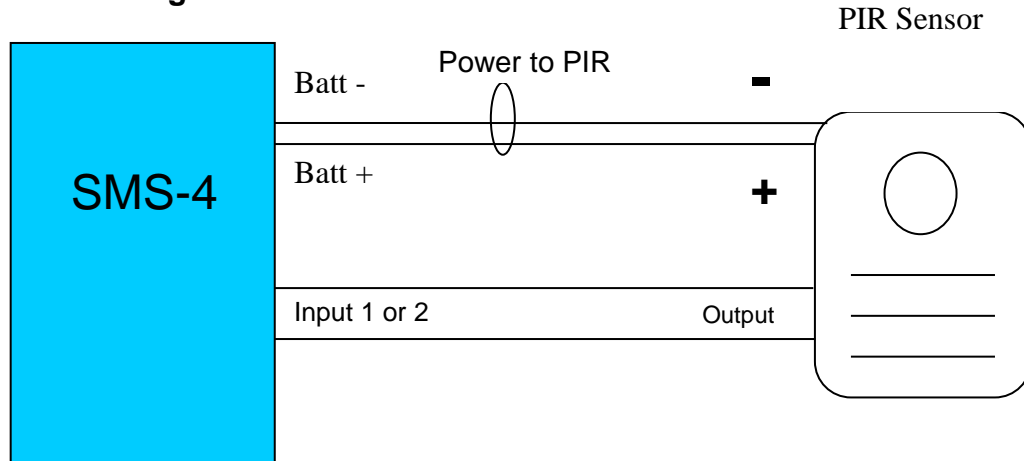 PIR Sensor
Power to PIR
Batt -
-
SMS-4
Batt +
+
Input 1 or 2
Output